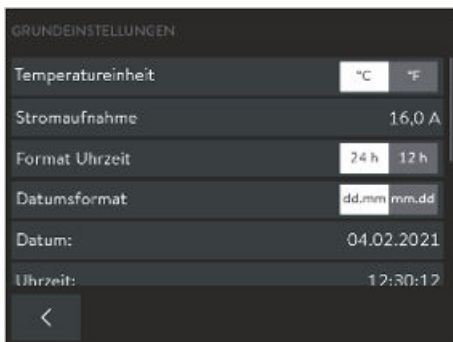 GRUNDEINSTELLUNGEN
Temperatureinheit °C °F
Stromaufnahme 16,0 A
Format Uhrzeit 24 h 12 h
Datumsformat dd.mm mm.dd
Datum: 04.02.2021
Uhrzeit: 12:30:12